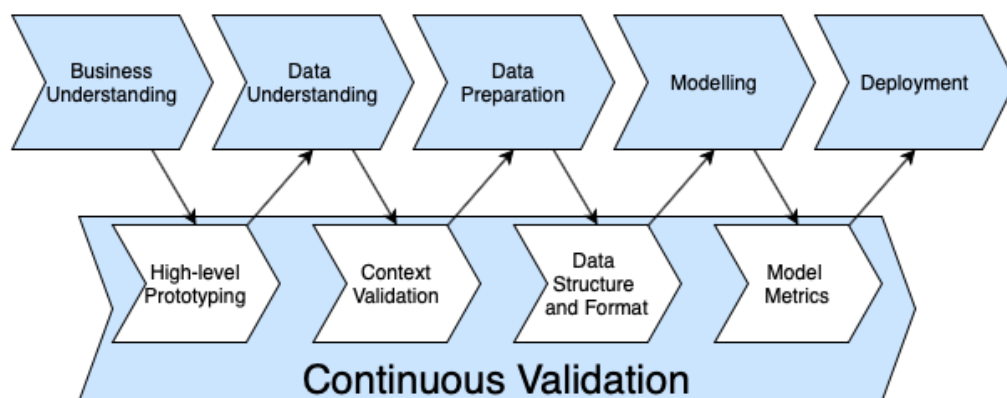 Business
Understanding
Data
Understanding
Data
Preparation
Modelling
Deployment
High-level
Prototyping
Context
Validation
Data
Structure
and Format
Model
Metrics
Continuous Validation